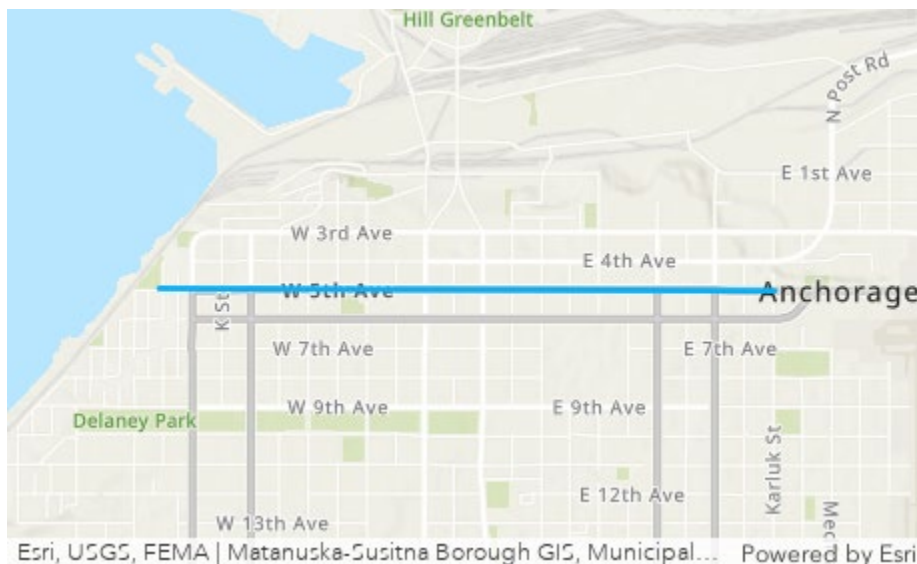 Hill Greenbelt
N Post Rd
E 1st Ave
W 3rd Ave
E 4th Ave
W 5th Ave
Anchorage
K St
W 7th Ave
E 7th Ave
W 9th Ave
E 9th Ave
Delaney Park
Karluk St
E 12th Ave
W 13th Ave
Esri, USGS, FEMA | Matanuska-Susitna Borough GIS, Municipal...
Powered by Esri